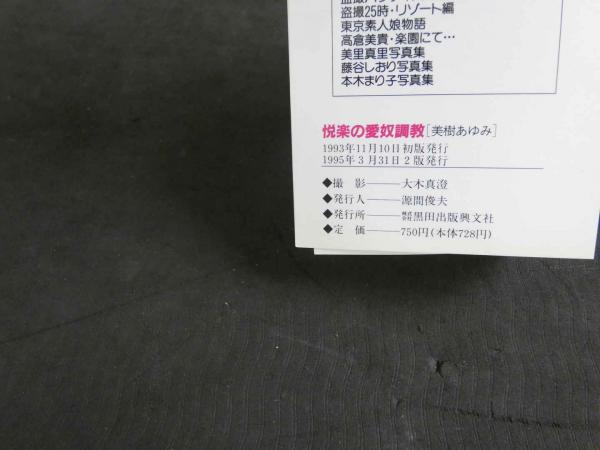 盗撮25時・リゾート編
東京素人娘物語
高倉美貴・楽園にて…
美里真里写真集
藤谷しおり写真集
本木まり子写真集
悦楽の愛奴調教[美樹あゆみ]
1993年11月10日初版発行
1995年3月31日2版発行
◆撮 影――大木真澄
◆発行人――源間俊夫
◆発行所――株式会社黒田出版興文社
◆定 価――750円(本体728円)